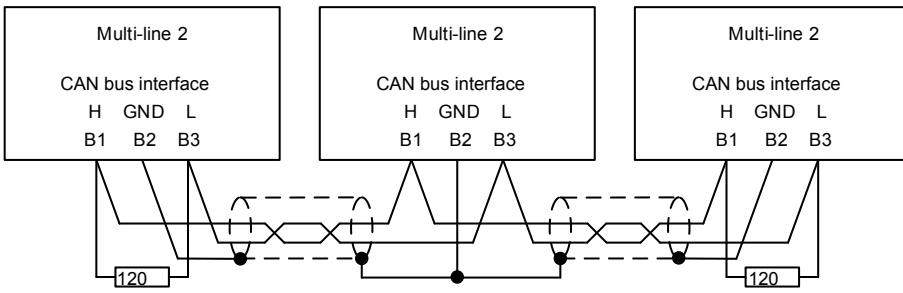 Multi-line 2
CAN bus interface
H GND L
B1 B2 B3
120
Multi-line 2
CAN bus interface
H GND L
B1 B2 B3
Multi-line 2
CAN bus interface
H GND L
B1 B2 B3
120